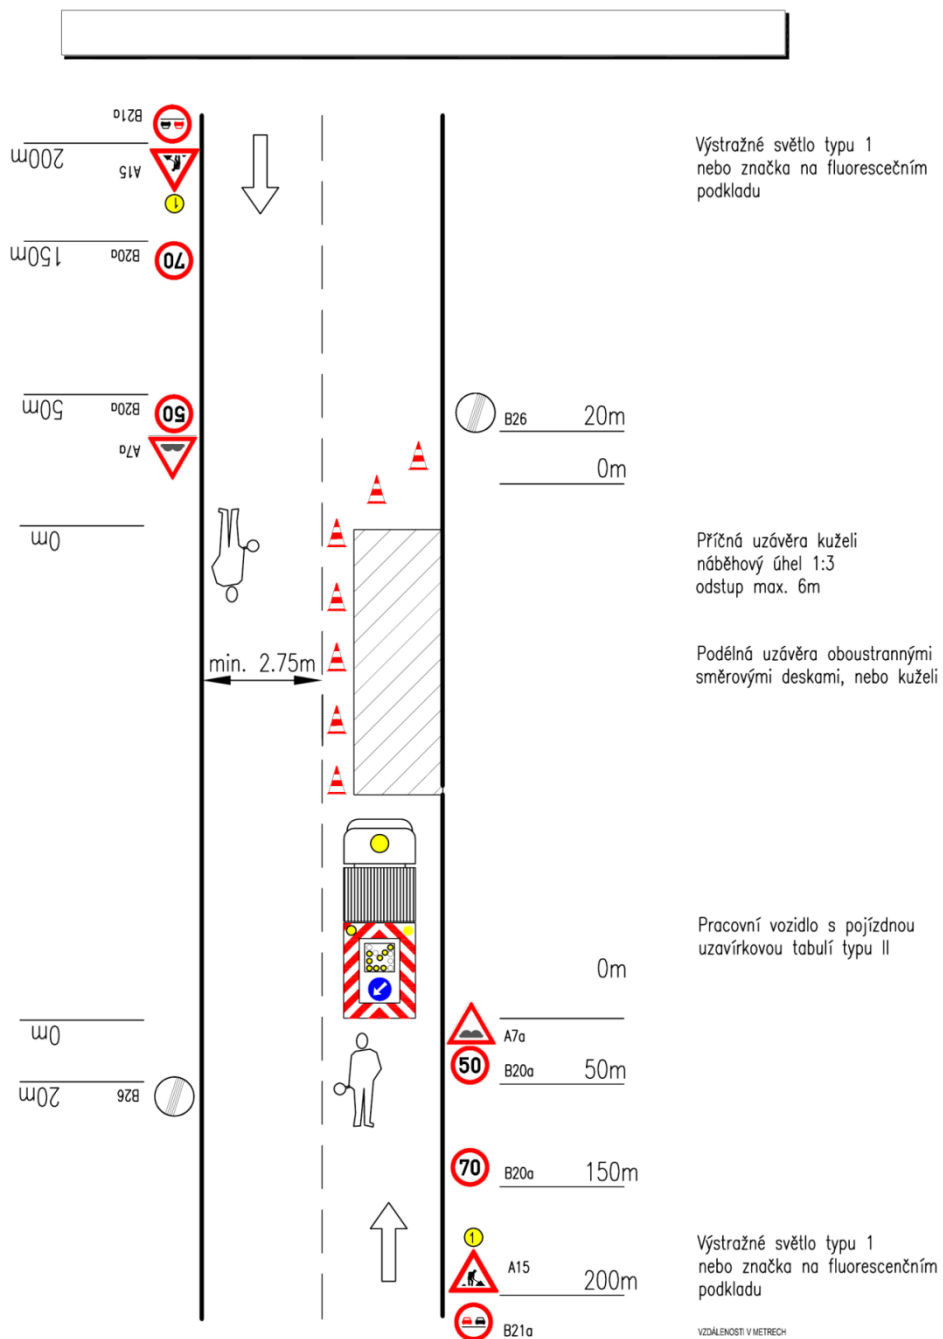 B21a
200m
A15
1
Výstražné světlo typu 1
nebo značka na fluorescečním
podkladu
150m
B20a
70
50m
B20a
50
A7a
B26
20m
0m
0m
Příčná uzávěra kuželi
náběhový úhel 1:3
odstup max. 6m
min. 2.75m
Podélná uzávěra oboustrannými
směrovými deskami, nebo kuželi
Pracovní vozidlo s pojízdnou
uzavírkovou tabulí typu II
0m
0m
A7a
50
B20a
50m
20m
B26
70
B20a
150m
1
A15
200m
Výstražné světlo typu 1
nebo značka na fluorescenčním
podkladu
B21a
VZDÁLENOSTI V METRECH